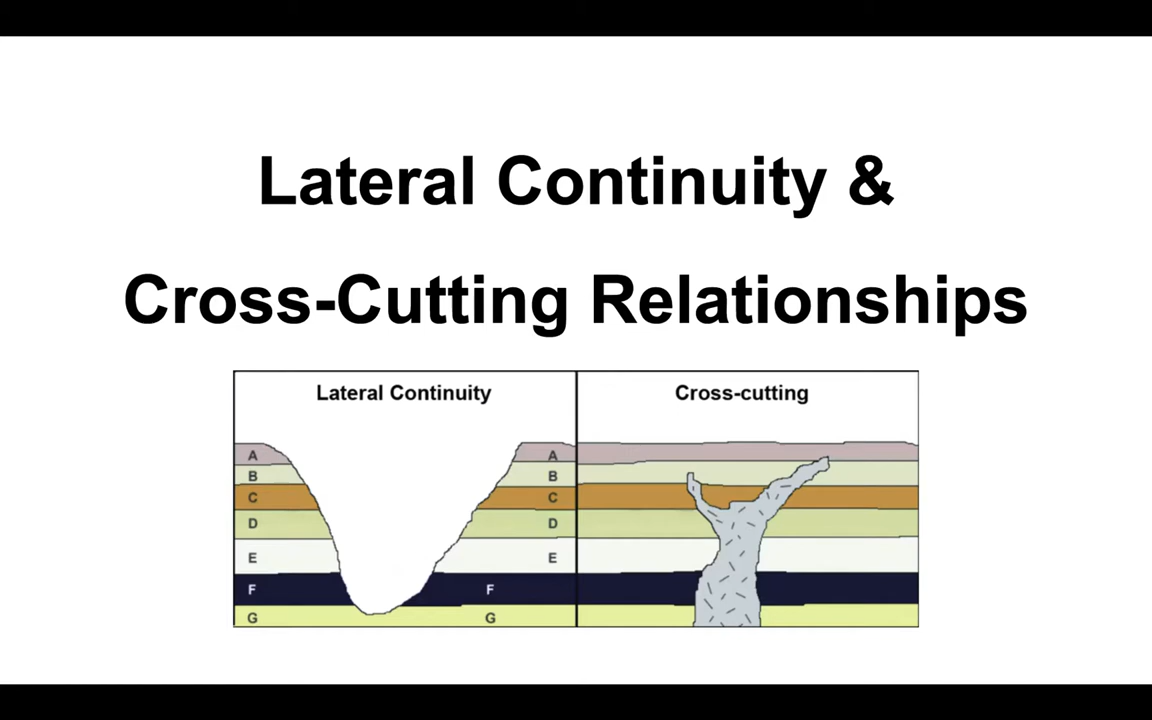 Lateral Continuity &
Cross-Cutting Relationships
Lateral Continuity
Cross-cutting
A A
B B
C C
D D
E E
F F
G G